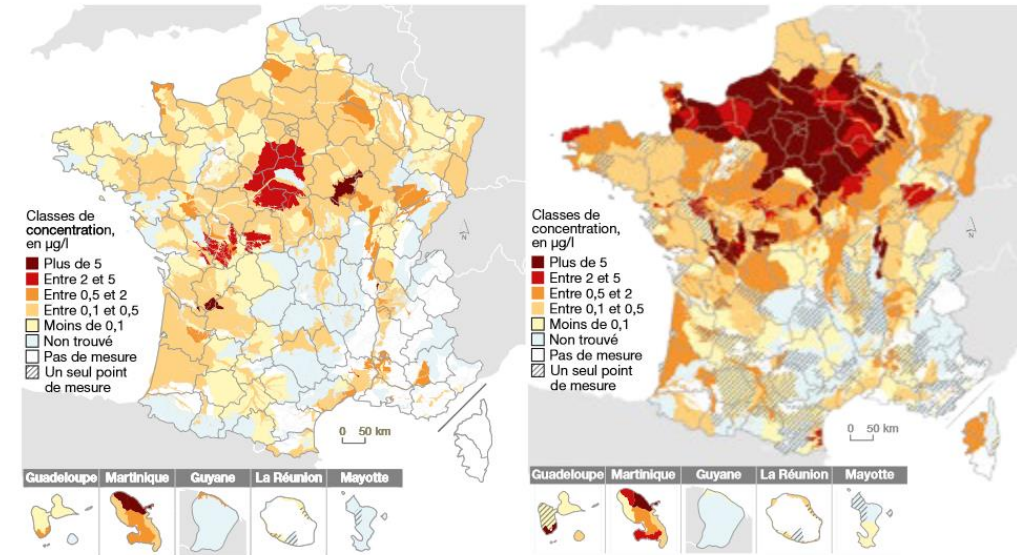 Classes de
concentration,
en µg/l
Plus de 5
Entre 2 et 5
Entre 0,5 et 2
Entre 0,1 et 0,5
Moins de 0,1
Non trouvé
Pas de mesure
Un seul point
de mesure
N
0 50 km
Guadeloupe Martinique Guyane La Réunion Mayotte
Classes de
concentration,
en µg/l
Plus de 5
Entre 2 et 5
Entre 0,5 et 2
Entre 0,1 et 0,5
Moins de 0,1
Non trouvé
Pas de mesure
Un seul point
de mesure
N
0 50 km
Guadeloupe Martinique Guyane La Réunion Mayotte